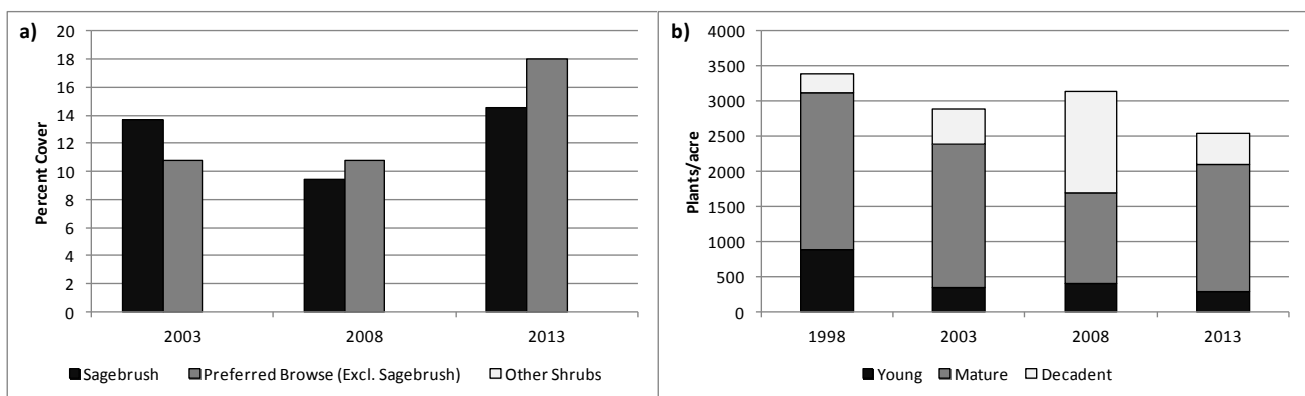 a)
Percent Cover
20
18
16
14
12
10
8
6
4
2
0
2003 2008 2013
Sagebrush Preferred Browse (Excl. Sagebrush) Other Shrubs
b)
Plants/acre
4000
3500
3000
2500
2000
1500
1000
500
0
1998 2003 2008 2013
Young Mature Decadent